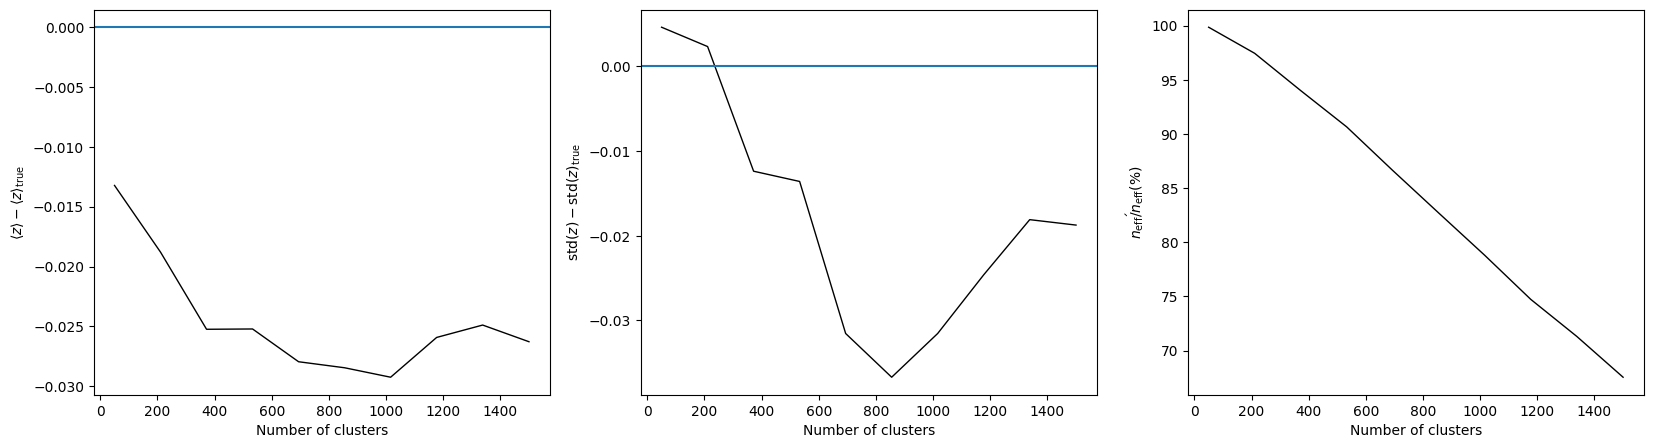 0.000
−0.005
−0.010
−0.015
−0.020
−0.025
−0.030
⟨z⟩ − ⟨z⟩true
0 200 400 600 800 1000 1200 1400
Number of clusters
0.00
−0.01
−0.02
−0.03
std(z) − std(z)true
0 200 400 600 800 1000 1200 1400
Number of clusters
100
95
90
85
80
75
70
n′eff/neff(%)
0 200 400 600 800 1000 1200 1400
Number of clusters